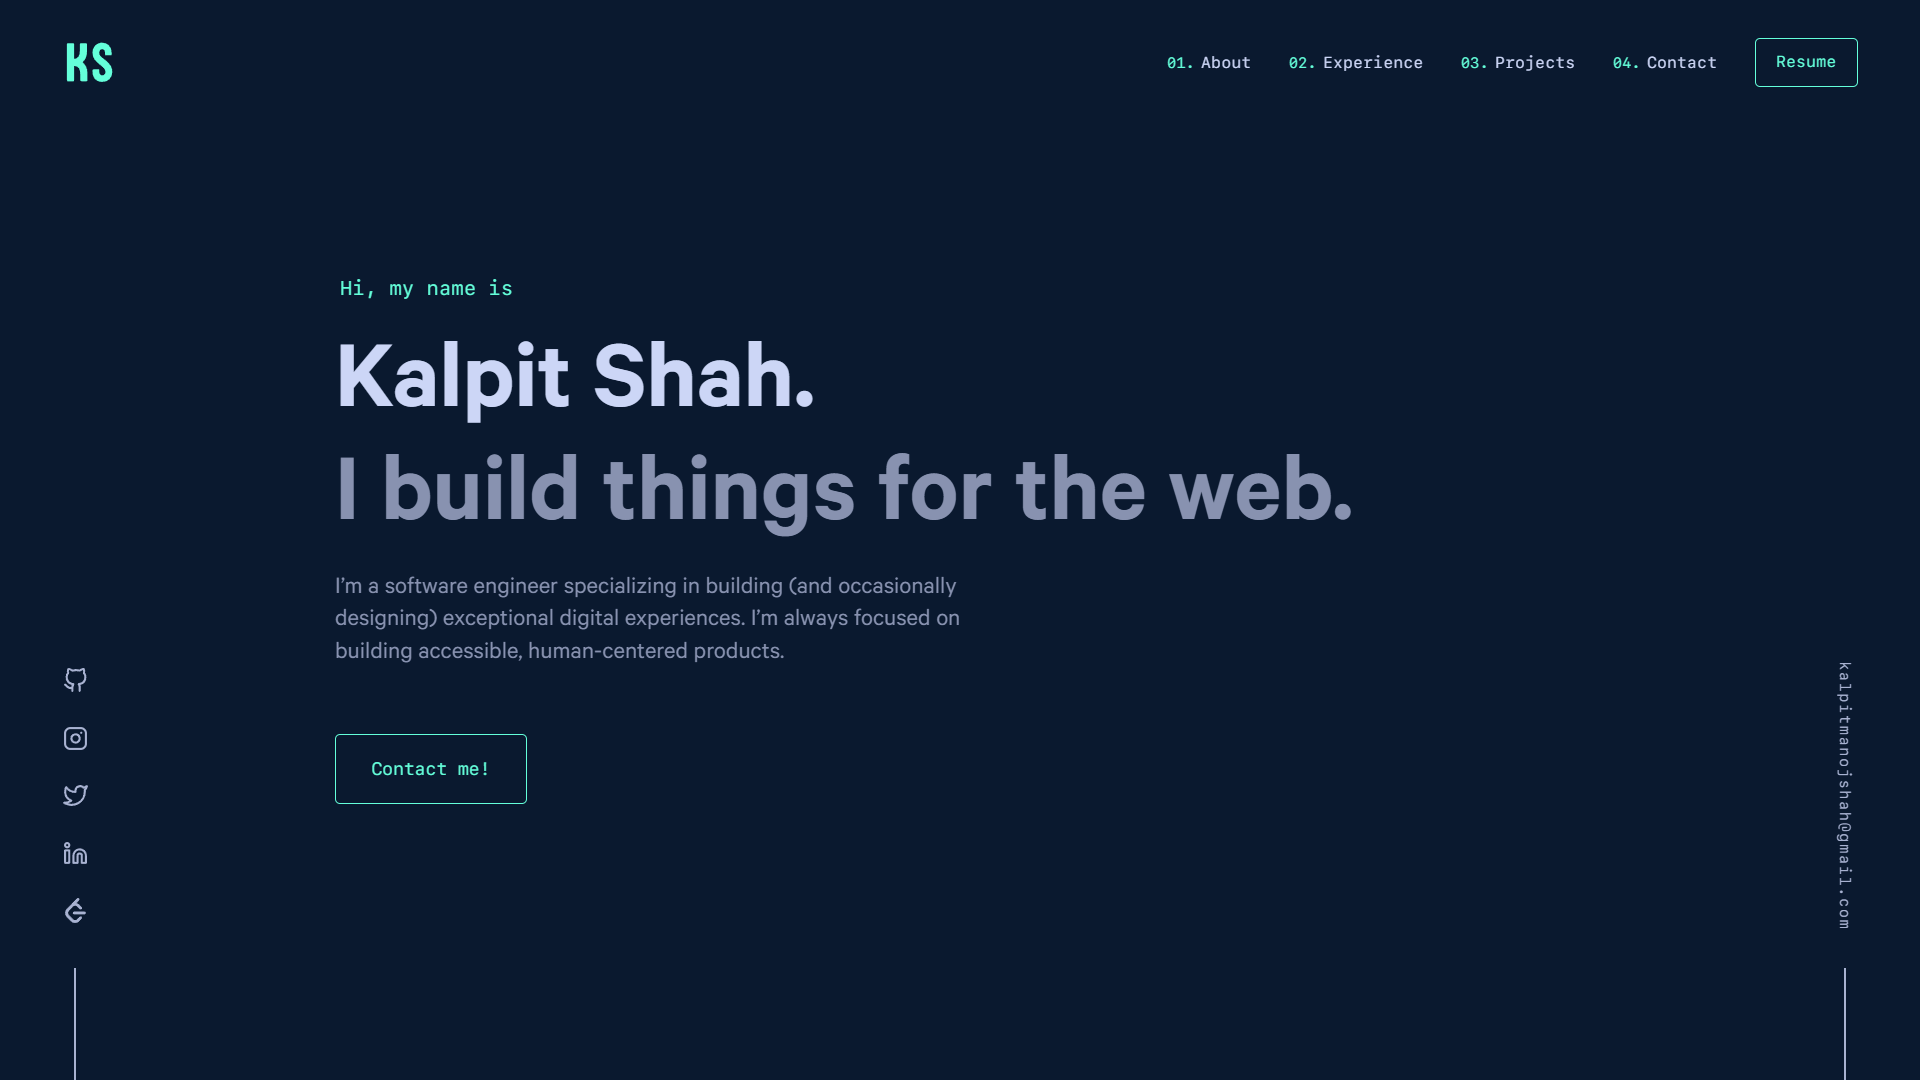 KS
01. About
02. Experience
03. Projects
04. Contact
Resume
Hi, my name is
Kalpit Shah.
I build things for the web.
I’m a software engineer specializing in building (and occasionally
designing) exceptional digital experiences. I’m always focused on
building accessible, human-centered products.
Contact me!
kalpitmanojshah@gmail.com